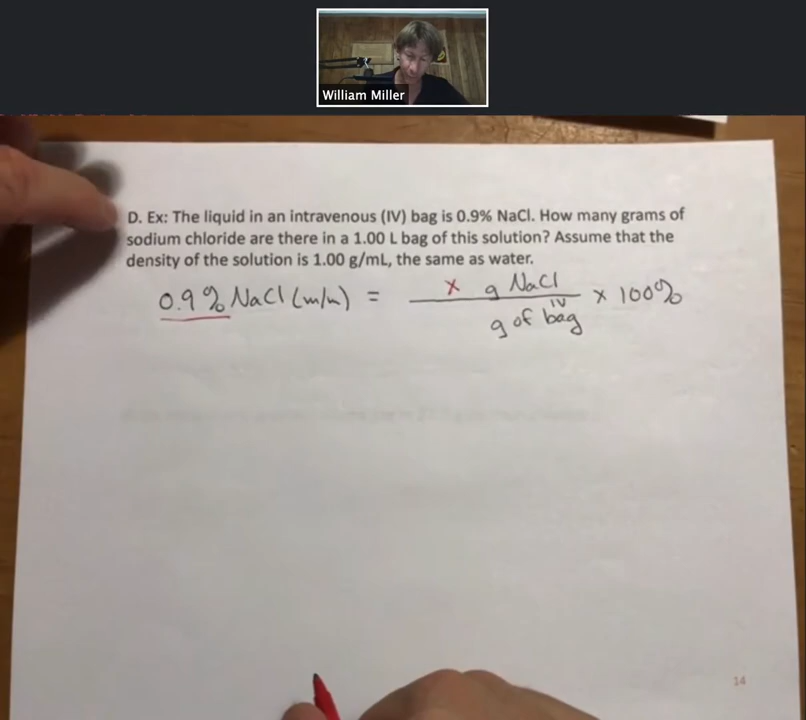 William Miller
D. Ex: The liquid in an intravenous (IV) bag is 0.9% NaCl. How many grams of
sodium chloride are there in a 1.00 L bag of this solution? Assume that the
density of the solution is 1.00 g/mL, the same as water.
0.9% NaCl (m/m) = x g NaCl
g of IV bag × 100%
14